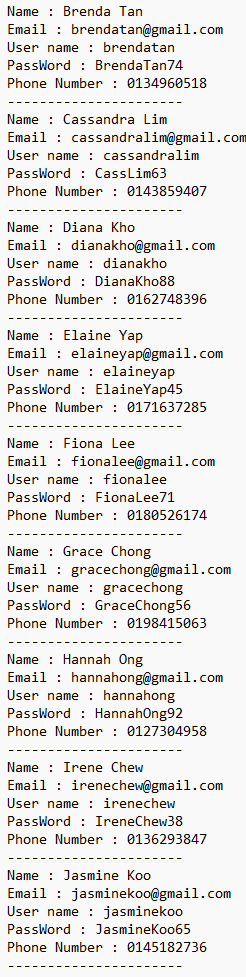 Name : Brenda Tan
Email : brendatan@gmail.com
User name : brendatan
PassWord : BrendaTan74
Phone Number : 0134960518
----------------------
Name : Cassandra Lim
Email : cassandralim@gmail.com
User name : cassandralim
PassWord : CassLim63
Phone Number : 0143859407
----------------------
Name : Diana Kho
Email : dianakho@gmail.com
User name : dianakho
PassWord : DianaKho88
Phone Number : 0162748396
----------------------
Name : Elaine Yap
Email : elaineyap@gmail.com
User name : elaineyap
PassWord : ElaineYap45
Phone Number : 0171637285
----------------------
Name : Fiona Lee
Email : fionalee@gmail.com
User name : fionalee
PassWord : FionaLee71
Phone Number : 0180526174
----------------------
Name : Grace Chong
Email : gracechong@gmail.com
User name : gracechong
PassWord : GraceChong56
Phone Number : 0198415063
----------------------
Name : Hannah Ong
Email : hannahong@gmail.com
User name : hannahong
PassWord : HannahOng92
Phone Number : 0127304958
----------------------
Name : Irene Chew
Email : irenechew@gmail.com
User name : irenechew
PassWord : IreneChew38
Phone Number : 0136293847
----------------------
Name : Jasmine Koo
Email : jasminekoo@gmail.com
User name : jasminekoo
PassWord : JasmineKoo65
Phone Number : 0145182736
----------------------